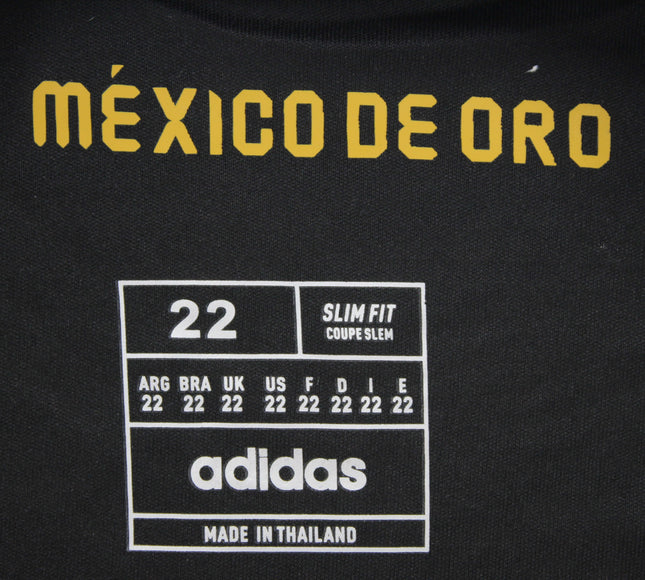 MÉXICO DE ORO
22
SLIM FIT
COUPE SLEM
ARG BRA UK US F D I E
22 22 22 22 22 22 22 22
adidas
MADE IN THAILAND